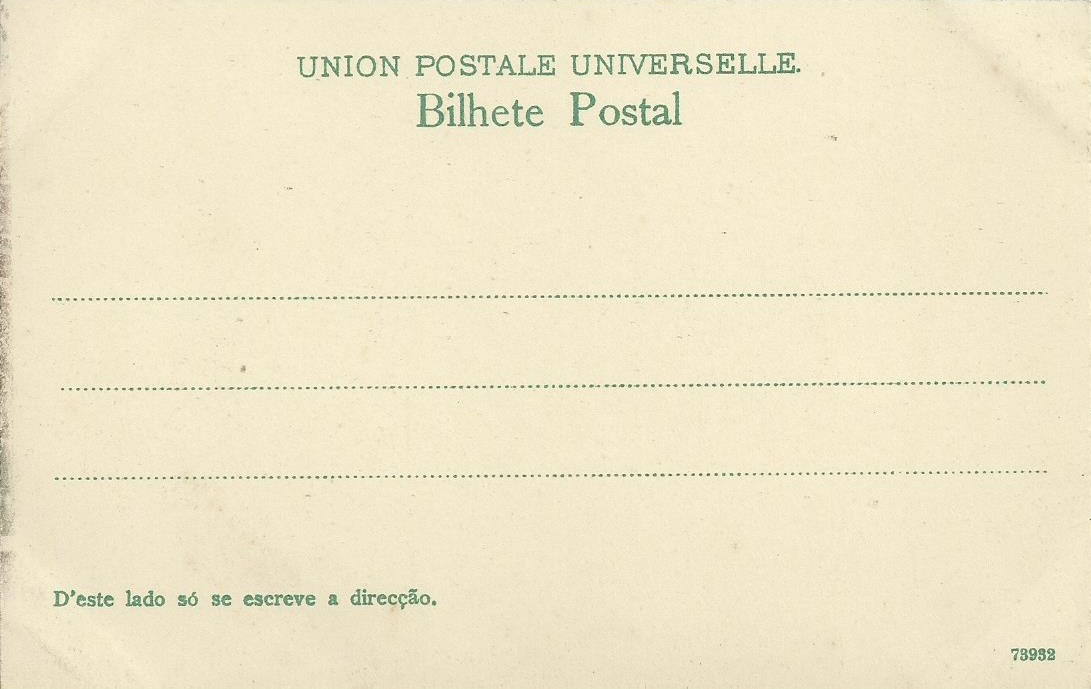 UNION POSTALE UNIVERSELLE.
Bilhete Postal
D'este lado só se escreve a direcção.
73932